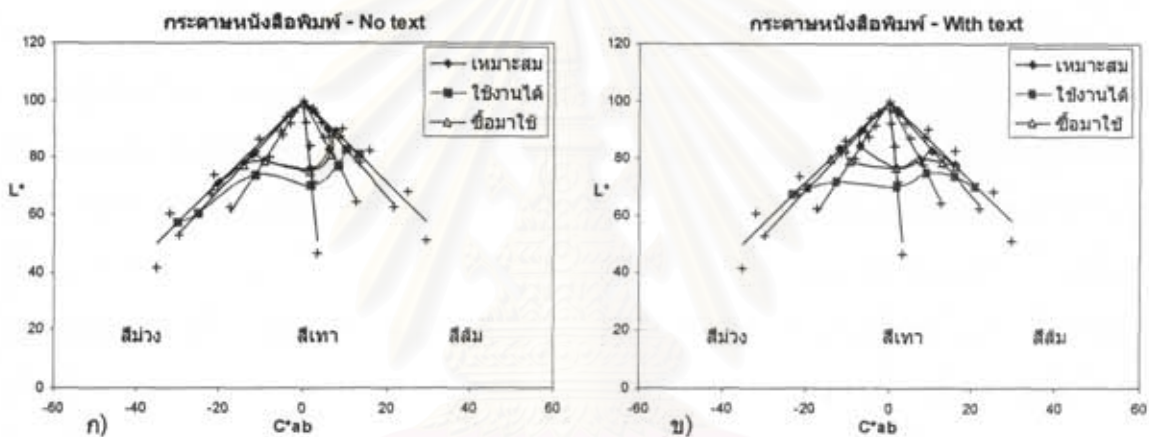 กระดาษหนังสือพิมพ์ - No text
120
100
80
60
40
20
0
L*
เหมาะสม
ใช้งานได้
ซื้อมาใช้
สีม่วง
สีเทา
สีส้ม
-60
-40
-20
0
20
40
60
ก)
C*ab
กระดาษหนังสือพิมพ์ - With text
120
100
80
60
40
20
0
L*
เหมาะสม
ใช้งานได้
ซื้อมาใช้
สีม่วง
สีเทา
สีส้ม
-60
-40
-20
0
20
40
60
ข)
C*ab